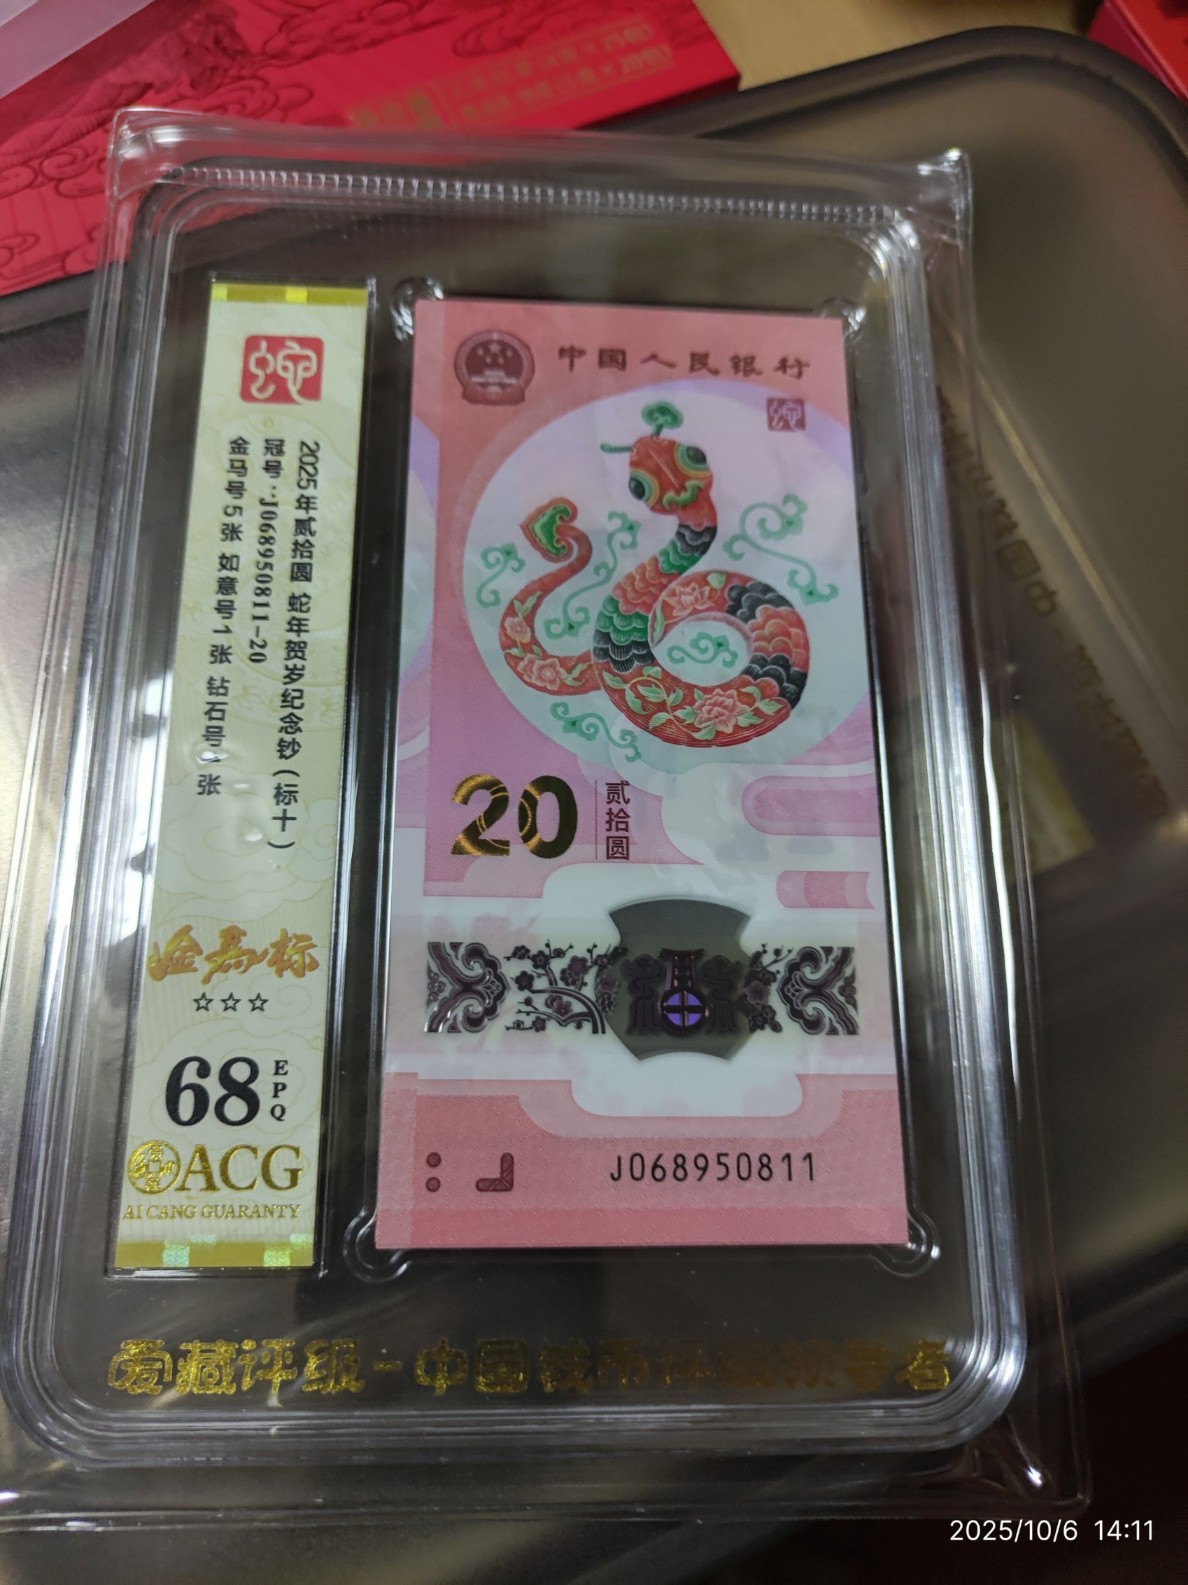 蛇
2025年贰拾圆 蛇年贺岁纪念钞(标十)
冠号:J068950811-20
金马号5张 如意号1张 钻石号 张
金马标
☆☆☆
68 EPQ
ACG
AI CANG GUARANTY
中国人民银行
蛇
20 贰拾圆
J068950811
爱藏评级-中国钱币评级领导者
2025/10/6 14:11